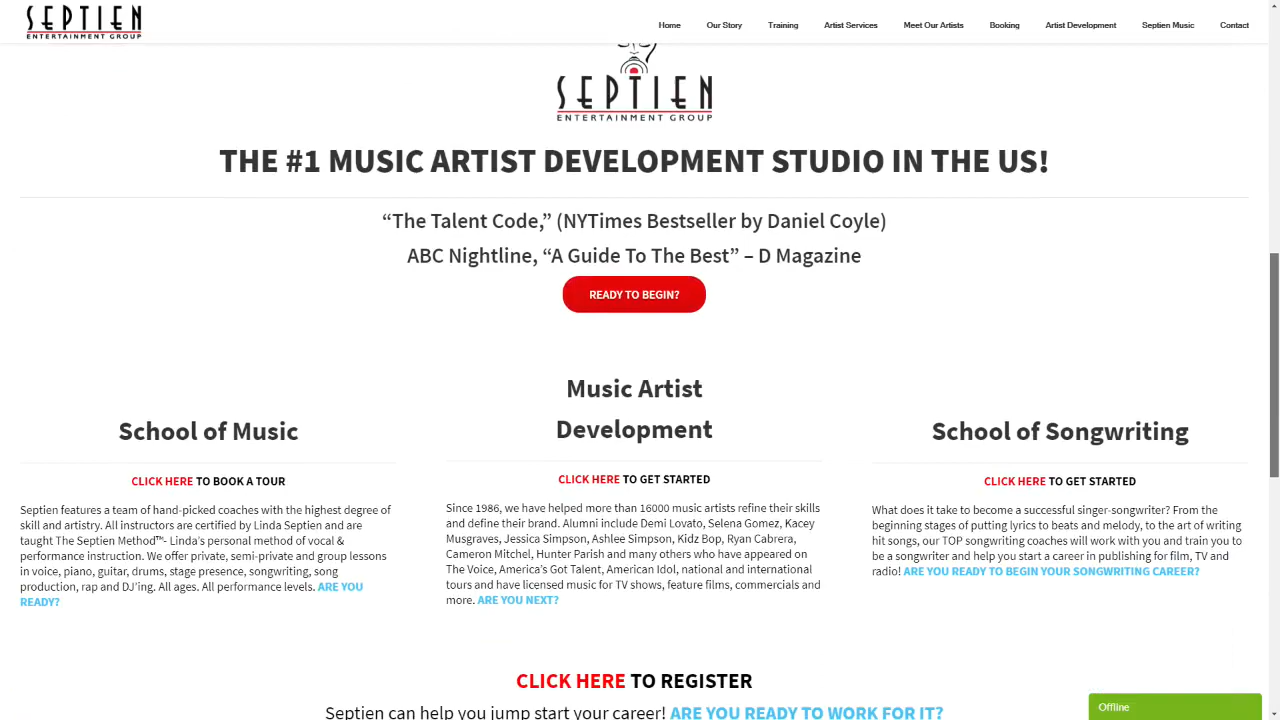 SEPTIEN
ENTERTAINMENT GROUP
Home Our Story Training Artist Services Meet Our Artists Booking Artist Development Septien Music Contact
SEPTIEN
ENTERTAINMENT GROUP
THE #1 MUSIC ARTIST DEVELOPMENT STUDIO IN THE US!
“The Talent Code,” (NYTimes Bestseller by Daniel Coyle)
ABC Nightline, “A Guide To The Best” – D Magazine
READY TO BEGIN?
School of Music
CLICK HERE TO BOOK A TOUR
Septien features a team of hand-picked coaches with the highest degree of
skill and artistry. All instructors are certified by Linda Septien and are
taught The Septien Method™- Linda's personal method of vocal &
performance instruction. We offer private, semi-private and group lessons
in voice, piano, guitar, drums, stage presence, songwriting, song
production, rap and DJ'ing. All ages. All performance levels. ARE YOU
READY?
Music Artist
Development
CLICK HERE TO GET STARTED
Since 1986, we have helped more than 16000 music artists refine their skills
and define their brand. Alumni include Demi Lovato, Selena Gomez, Kacey
Musgraves, Jessica Simpson, Ashlee Simpson, Kidz Bop, Ryan Cabrera,
Cameron Mitchel, Hunter Parish and many others who have appeared on
The Voice, America's Got Talent, American Idol, national and international
tours and have licensed music for TV shows, feature films, commercials and
more. ARE YOU NEXT?
School of Songwriting
CLICK HERE TO GET STARTED
What does it take to become a successful singer-songwriter? From the
beginning stages of putting lyrics to beats and melody, to the art of writing
hit songs, our TOP songwriting coaches will work with you and train you to
be a songwriter and help you start a career in publishing for film, TV and
radio! ARE YOU READY TO BEGIN YOUR SONGWRITING CAREER?
CLICK HERE TO REGISTER
Septien can help you jump start your career! ARE YOU READY TO WORK FOR IT?
Offline